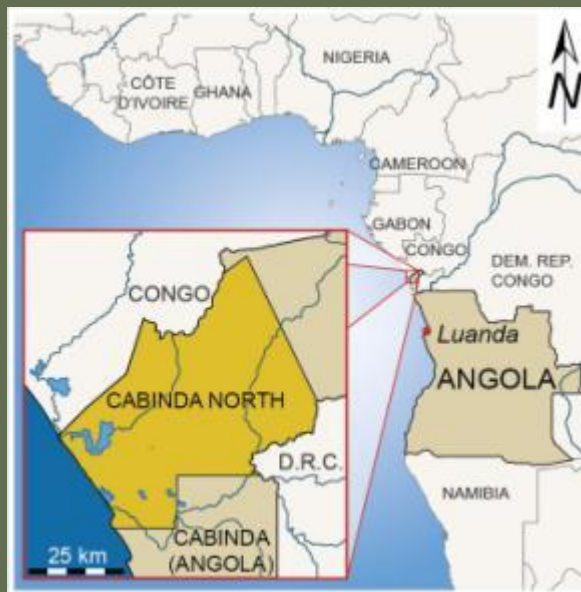 NIGERIA
N
CÔTE
D'IVOIRE
GHANA
CAMEROON
GABON
CONGO
DEM. REP.
CONGO
Luanda
ANGOLA
NAMIBIA
CONGO
CABINDA NORTH
D.R.C.
CABINDA
(ANGOLA)
25 km